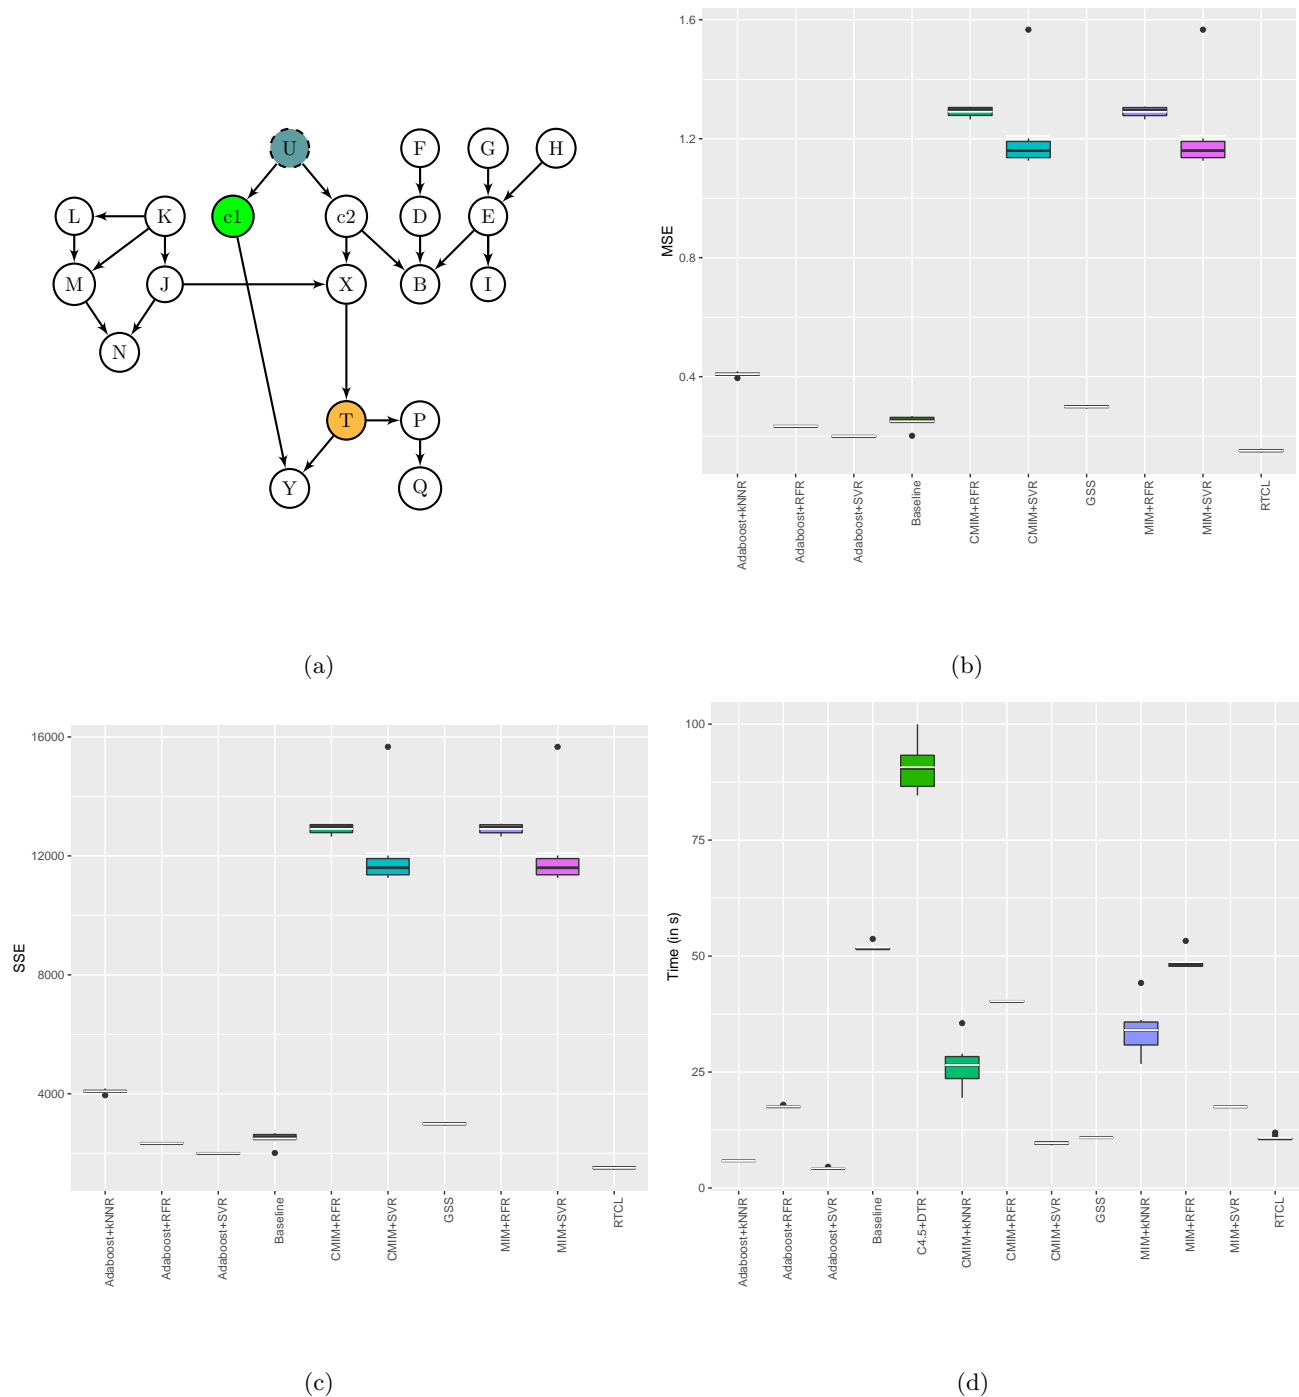 U
F
G
H
L
K
c1
c2
D
E
M
J
X
B
I
N
T
P
Y
Q
(a)
MSE
1.6
1.2
0.8
0.4
Adaboost+kNNR
Adaboost+RFR
Adaboost+SVR
Baseline
CMIM+RFR
CMIM+SVR
GSS
MIM+RFR
MIM+SVR
RTCL
(b)
SSE
16000
12000
8000
4000
Adaboost+kNNR
Adaboost+RFR
Adaboost+SVR
Baseline
CMIM+RFR
CMIM+SVR
GSS
MIM+RFR
MIM+SVR
RTCL
(c)
Time (in s)
100
75
50
25
0
Adaboost+kNNR
Adaboost+RFR
Adaboost+SVR
Baseline
C4.5+DTR
CMIM+kNNR
CMIM+RFR
CMIM+SVR
GSS
MIM+kNNR
MIM+RFR
MIM+SVR
RTCL
(d)